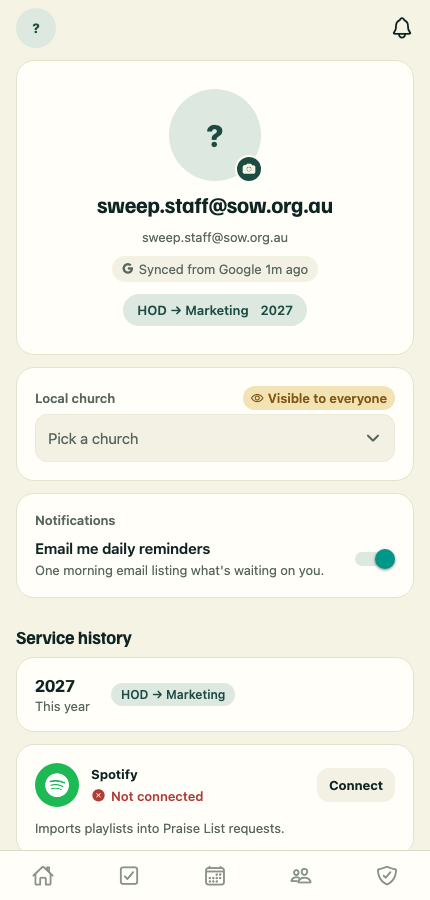 ?
?
sweep.staff@sow.org.au
sweep.staff@sow.org.au
G Synced from Google 1m ago
HOD → Marketing 2027
Local church
Visible to everyone
Pick a church
Notifications
Email me daily reminders
One morning email listing what's waiting on you.
Service history
2027
HOD → Marketing
This year
Spotify
Not connected
Connect
Imports playlists into Praise List requests.